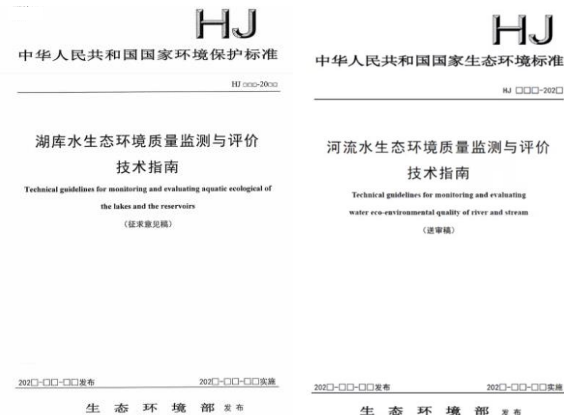 HJ
中华人民共和国国家环境保护标准
HJ □□□-20□□
湖库水生态环境质量监测与评价
技术指南
Technical guidelines for monitoring and evaluating aquatic ecological of
the lakes and the reservoirs
（征求意见稿）
202□-□□-□□发布
202□-□□-□□实施
生态环境部 发布
HJ
中华人民共和国国家生态环境标准
HJ □□□-202□
河流水生态环境质量监测与评价
技术指南
Technical guidelines for monitoring and evaluating
water eco-environmental quality of river and stream
（送审稿）
202□-□□-□□发布
202□-□□-□□实施
生态环境部 发布